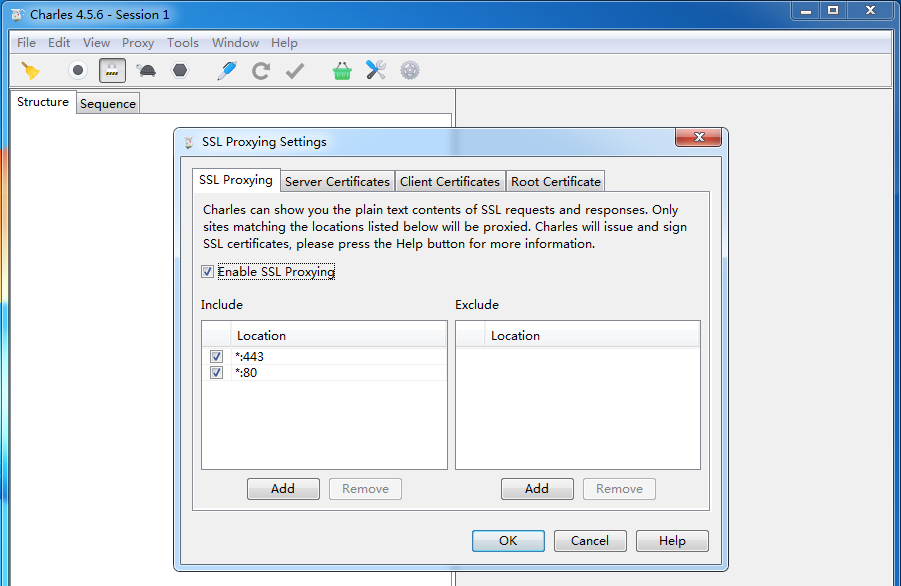 Charles 4.5.6 - Session 1
File Edit View Proxy Tools Window Help
Structure Sequence
SSL Proxying Settings
SSL Proxying Server Certificates Client Certificates Root Certificate
Charles can show you the plain text contents of SSL requests and responses. Only
sites matching the locations listed below will be proxied. Charles will issue and sign
SSL certificates, please press the Help button for more information.
Enable SSL Proxying
Include Exclude
Location Location
*:443
*:80
Add Remove Add Remove
OK Cancel Help